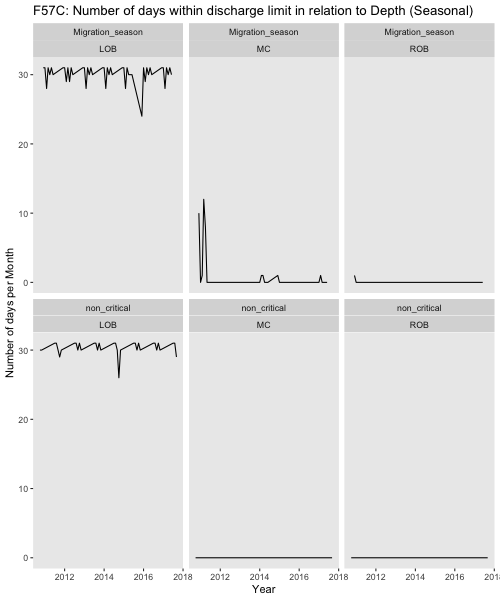 F57C: Number of days within discharge limit in relation to Depth (Seasonal)
Migration_season Migration_season Migration_season
LOB MC ROB
30
20
10
0
Number of days per Month
non_critical non_critical non_critical
LOB MC ROB
30
20
10
0
2012 2014 2016 2018 2012 2014 2016 2018 2012 2014 2016
Year